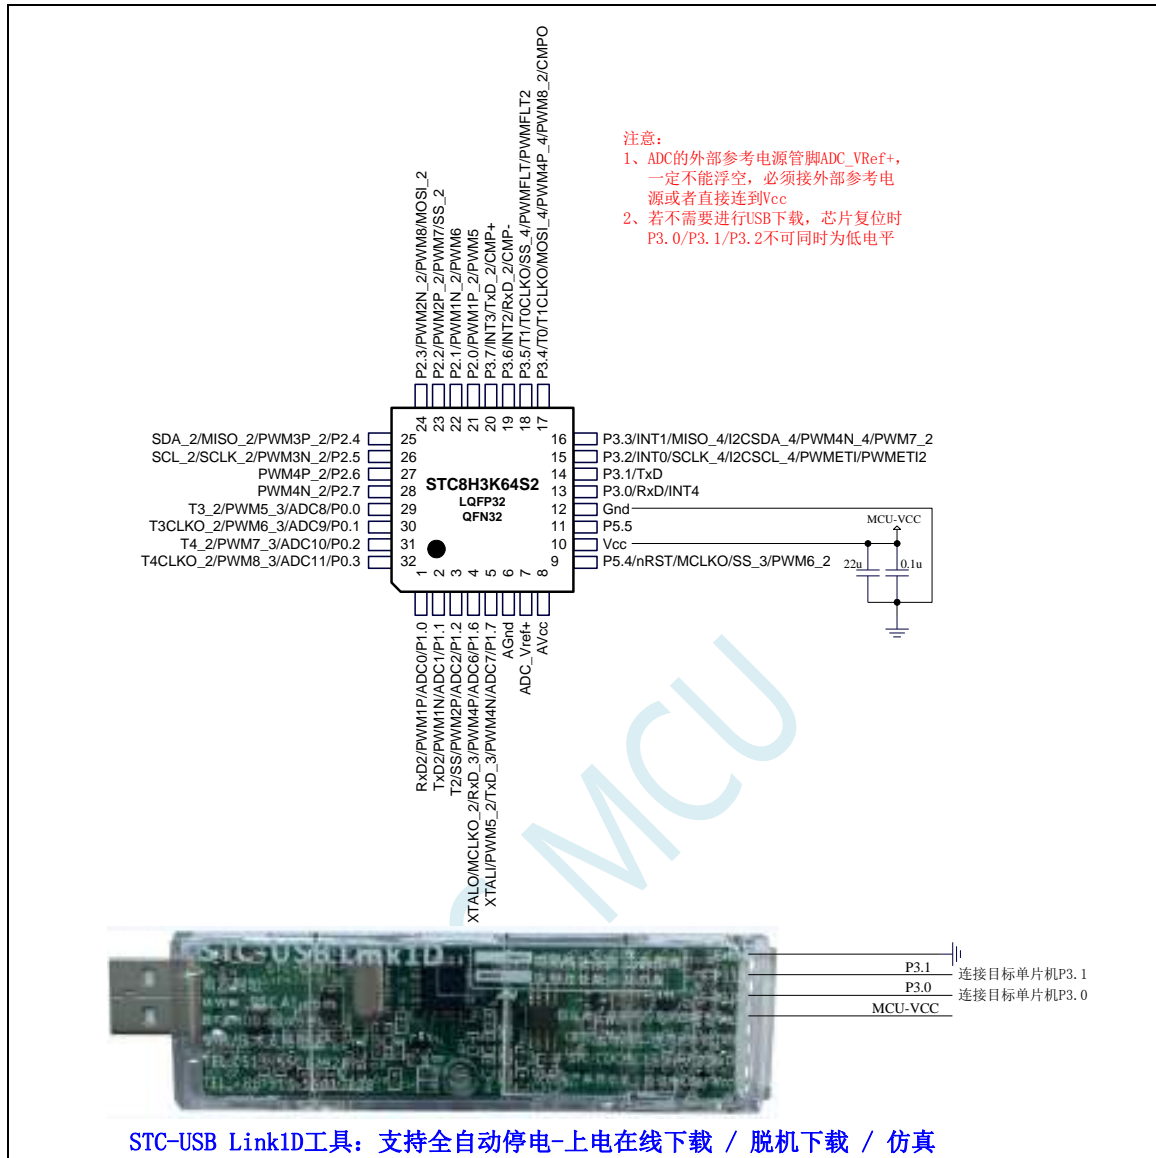 注意：
1、ADC的外部参考电源管脚ADC_VRef+，
一定不能浮空，必须接外部参考电
源或者直接连到Vcc
2、若不需要进行USB下载，芯片复位时
P3.0/P3.1/P3.2不可同时为低电平
P2.3/PWM2N_2/PWM8/MOSI_2
P2.2/PWM2P_2/PWM7/SS_2
P2.1/PWM1N_2/PWM6
P2.0/PWM1P_2/PWM5
P3.7/INT3/TxD_2/CMP+
P3.6/INT2/RxD_2/CMP-
P3.5/T1/T0CLKO/SS_4/PWMFLT/PWMFLT2
P3.4/T0/T1CLKO/MOSI_4/PWM4P_4/PWM8_2/CMPO
24 23 22 21 20 19 18 17
SDA_2/MISO_2/PWM3P_2/P2.4 25
SCL_2/SCLK_2/PWM3N_2/P2.5 26
PWM4P_2/P2.6 27
PWM4N_2/P2.7 28
T3_2/PWM5_3/ADC8/P0.0 29
T3CLKO_2/PWM6_3/ADC9/P0.1 30
T4_2/PWM7_3/ADC10/P0.2 31
T4CLKO_2/PWM8_3/ADC11/P0.3 32
STC8H3K64S2
LQFP32
QFN32
16 P3.3/INT1/MISO_4/I2CSDA_4/PWM4N_4/PWM7_2
15 P3.2/INT0/SCLK_4/I2CSCL_4/PWMETI/PWMETI2
14 P3.1/TxD
13 P3.0/RxD/INT4
12 Gnd
11 P5.5
10 Vcc
9 P5.4/nRST/MCLKO/SS_3/PWM6_2
MCU-VCC
22u 0.1u
1 2 3 4 5 6 7 8
RxD2/PWM1P/ADC0/P1.0
TxD2/PWM1N/ADC1/P1.1
T2/SS/PWM2P/ADC2/P1.2
XTALO/MCLKO_2/RxD_3/PWM4P/ADC6/P1.6
XTALI/PWM5_2/TxD_3/PWM4N/ADC7/P1.7
AGnd
ADC_Vref+
AVcc
MCU
STC-USB Link1D
P3.1 连接目标单片机P3.1
P3.0 连接目标单片机P3.0
MCU-VCC
STC-USB Link1D工具：支持全自动停电-上电在线下载 / 脱机下载 / 仿真